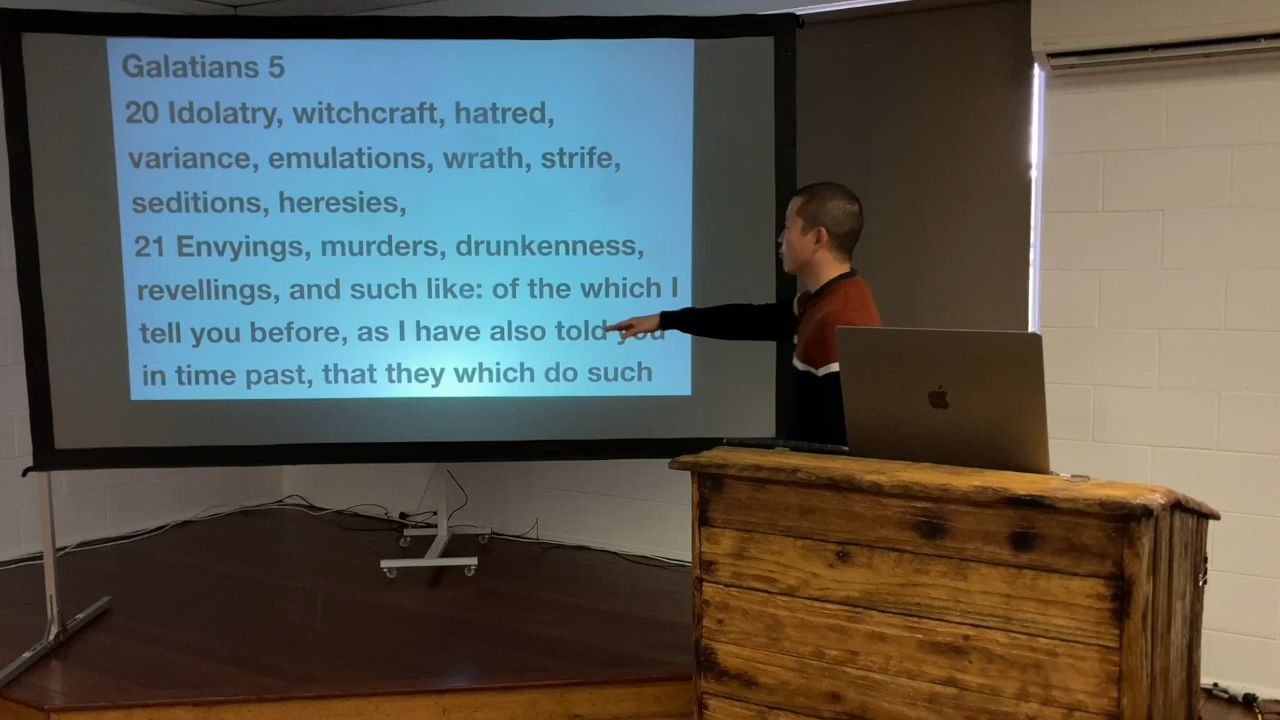 Galatians 5
20 Idolatry, witchcraft, hatred,
variance, emulations, wrath, strife,
seditions, heresies,
21 Envyings, murders, drunkenness,
revellings, and such like: of the which I
tell you before, as I have also told you
in time past, that they which do such